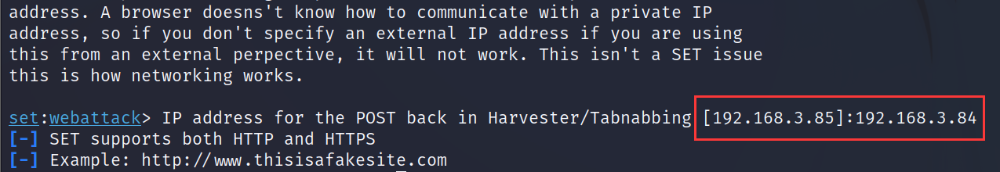 address. A browser doesns't know how to communicate with a private IP
address, so if you don't specify an external IP address if you are using
this from an external perpective, it will not work. This isn't a SET issue
this is how networking works.
set:webattack> IP address for the POST back in Harvester/Tabnabbing [192.168.3.85]:192.168.3.84
[-] SET supports both HTTP and HTTPS
[-] Example: http://www.thisisafakesite.com